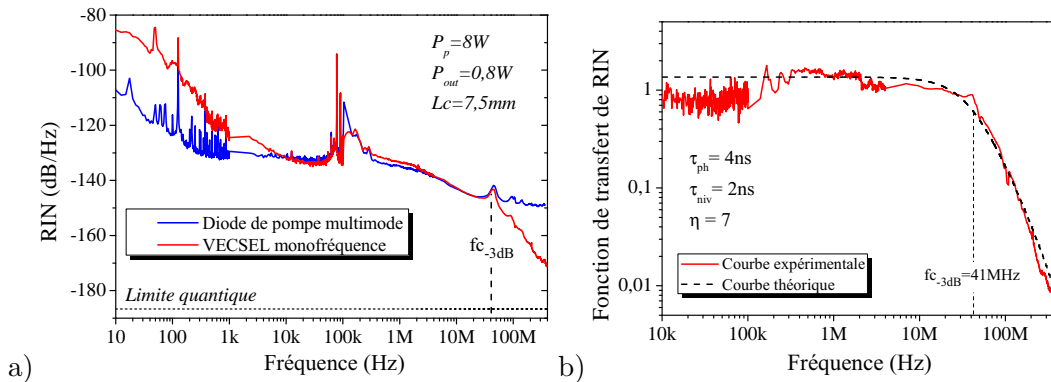 -80
-100
-120
-140
-160
-180
RIN (dB/Hz)
P_p=8W
P_out=0,8W
Lc=7,5mm
Diode de pompe multimode
VECSEL monofréquence
fc_-3dB
Limite quantique
10 100 1k 10k 100k 1M 10M 100M
Fréquence (Hz)
a)
Fonction de transfert de RIN
1
0,1
0,01
τ_ph= 4ns
τ_niv= 2ns
η = 7
Courbe expérimentale
Courbe théorique
fc_-3dB=41MHz
10k 100k 1M 10M 100M
Fréquence (Hz)
b)